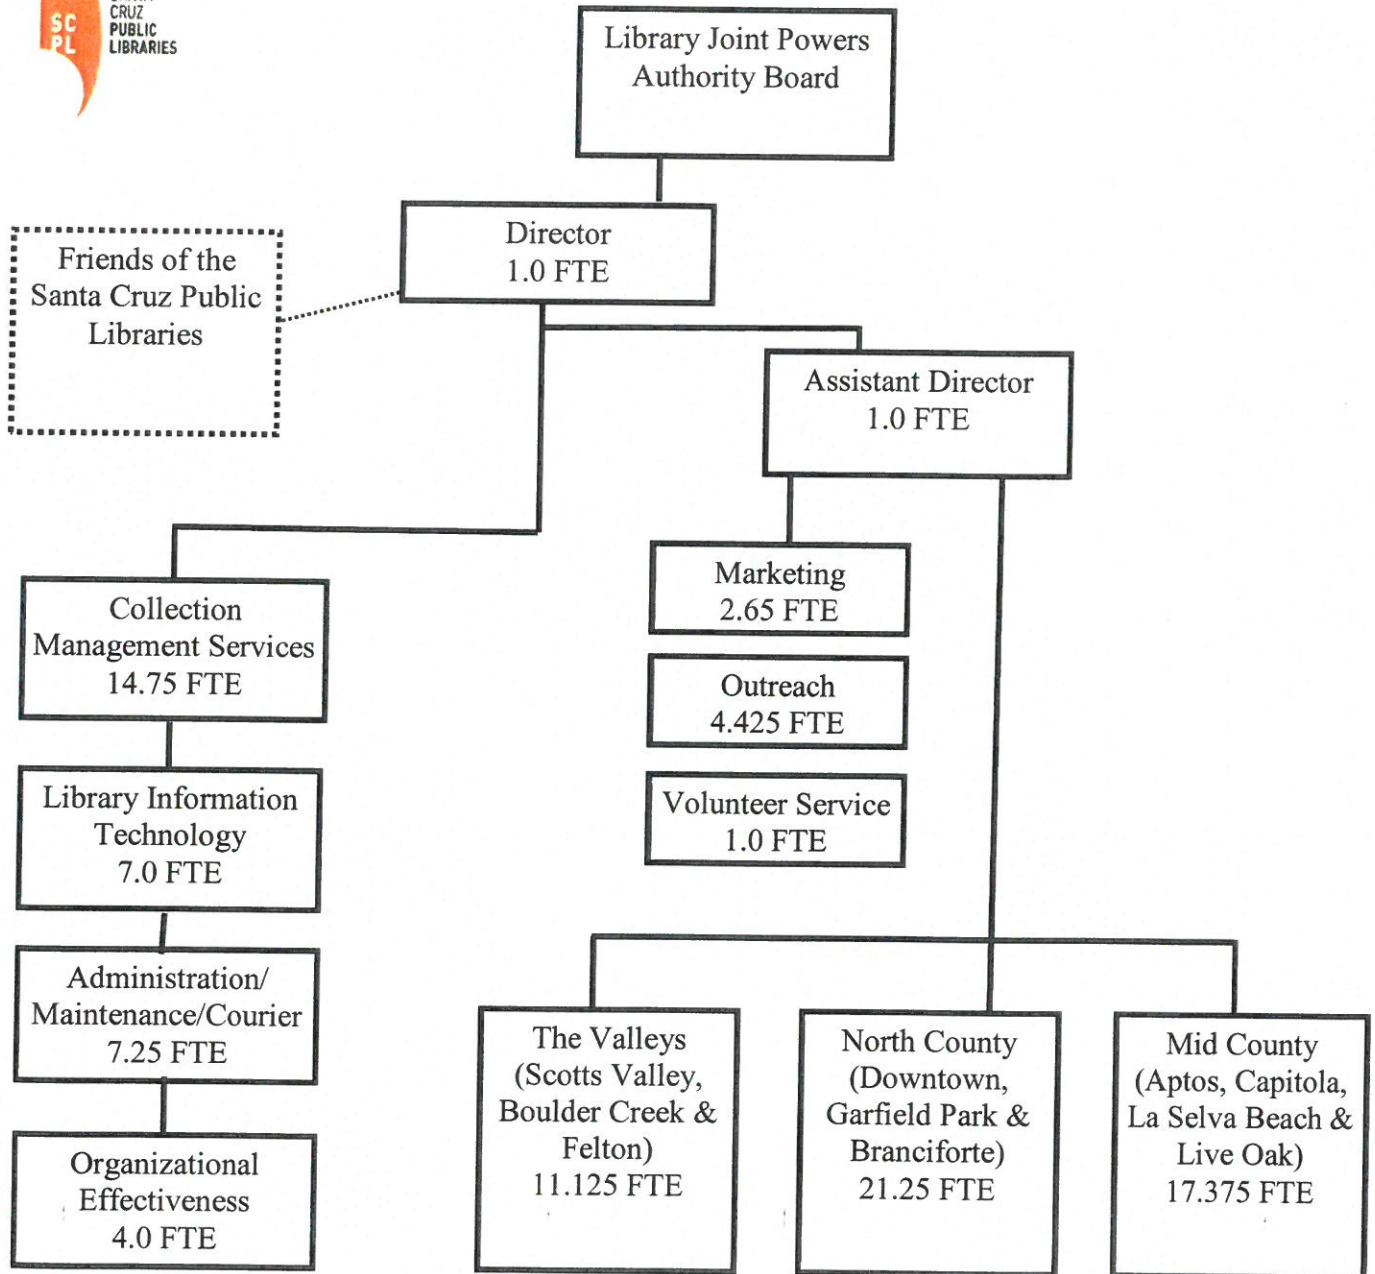 CRUZ
PUBLIC
LIBRARIES
SC
PL
Library Joint Powers
Authority Board
Director
1.0 FTE
Friends of the
Santa Cruz Public
Libraries
Assistant Director
1.0 FTE
Marketing
2.65 FTE
Outreach
4.425 FTE
Volunteer Service
1.0 FTE
Collection
Management Services
14.75 FTE
Library Information
Technology
7.0 FTE
Administration/
Maintenance/Courier
7.25 FTE
Organizational
Effectiveness
4.0 FTE
The Valleys
(Scotts Valley,
Boulder Creek &
Felton)
11.125 FTE
North County
(Downtown,
Garfield Park &
Branciforte)
21.25 FTE
Mid County
(Aptos, Capitola,
La Selva Beach &
Live Oak)
17.375 FTE